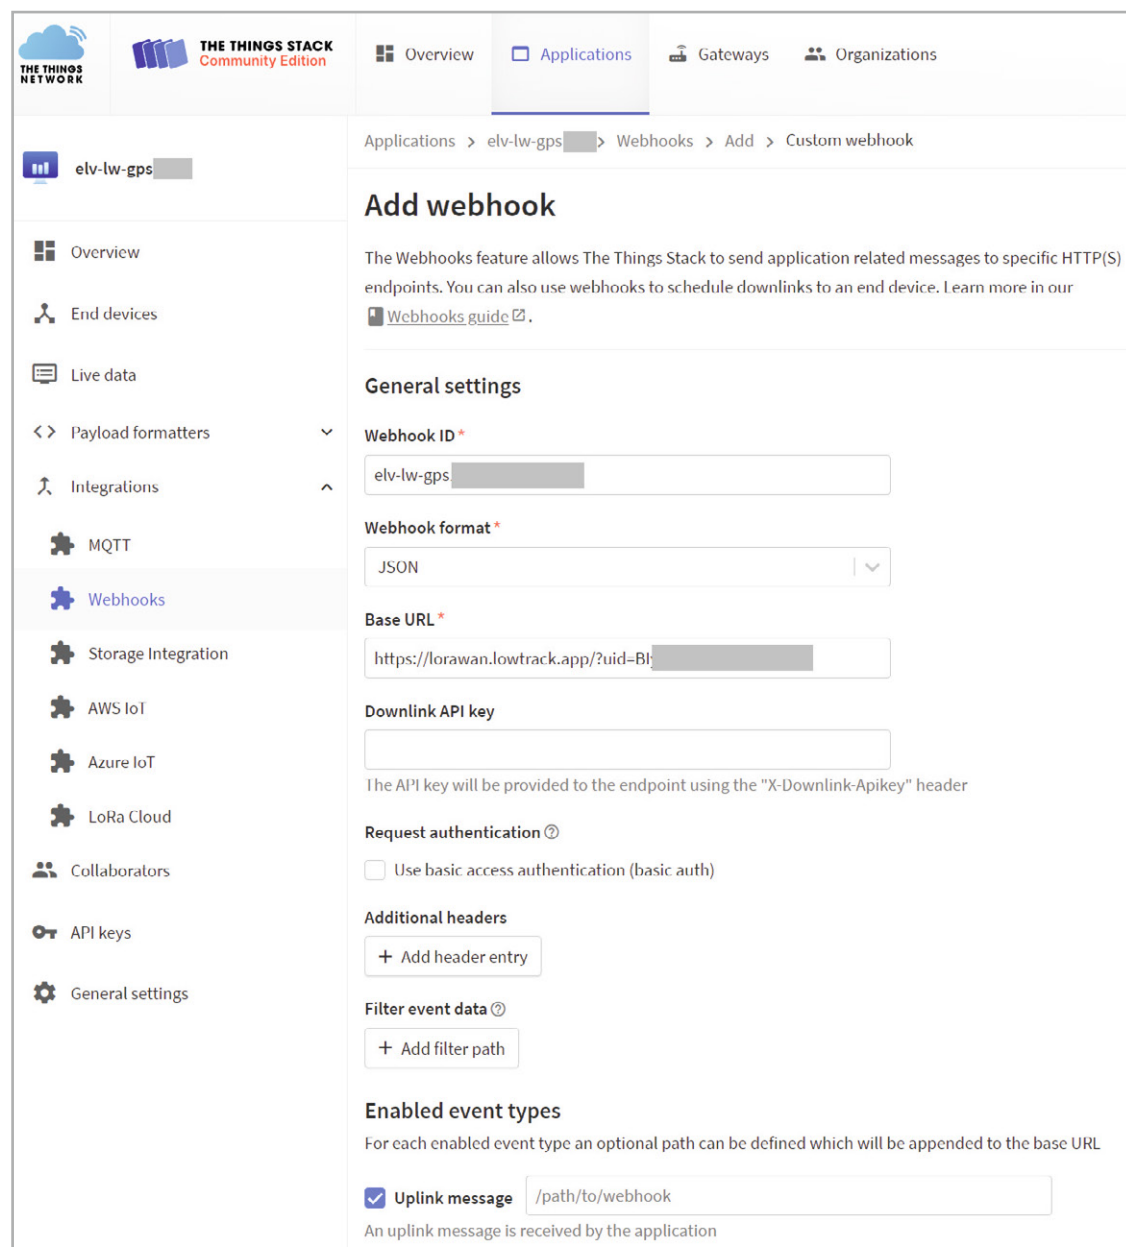 THE THINGS
NETWORK
THE THINGS STACK
Community Edition
Overview
Applications
Gateways
Organizations
elv-lw-gps
Applications > elv-lw-gps > Webhooks > Add > Custom webhook
Add webhook
The Webhooks feature allows The Things Stack to send application related messages to specific HTTP(S)
endpoints. You can also use webhooks to schedule downlinks to an end device. Learn more in our
Webhooks guide.
Overview
End devices
Live data
Payload formatters
Integrations
MQTT
Webhooks
Storage Integration
AWS IoT
Azure IoT
LoRa Cloud
Collaborators
API keys
General settings
General settings
Webhook ID*
elv-lw-gps
Webhook format*
JSON
Base URL*
https://lorawan.lowtrack.app/?uid=
Downlink API key
The API key will be provided to the endpoint using the "X-Downlink-Apikey" header
Request authentication
Use basic access authentication (basic auth)
Additional headers
+ Add header entry
Filter event data
+ Add filter path
Enabled event types
For each enabled event type an optional path can be defined which will be appended to the base URL
Uplink message
/path/to/webhook
An uplink message is received by the application